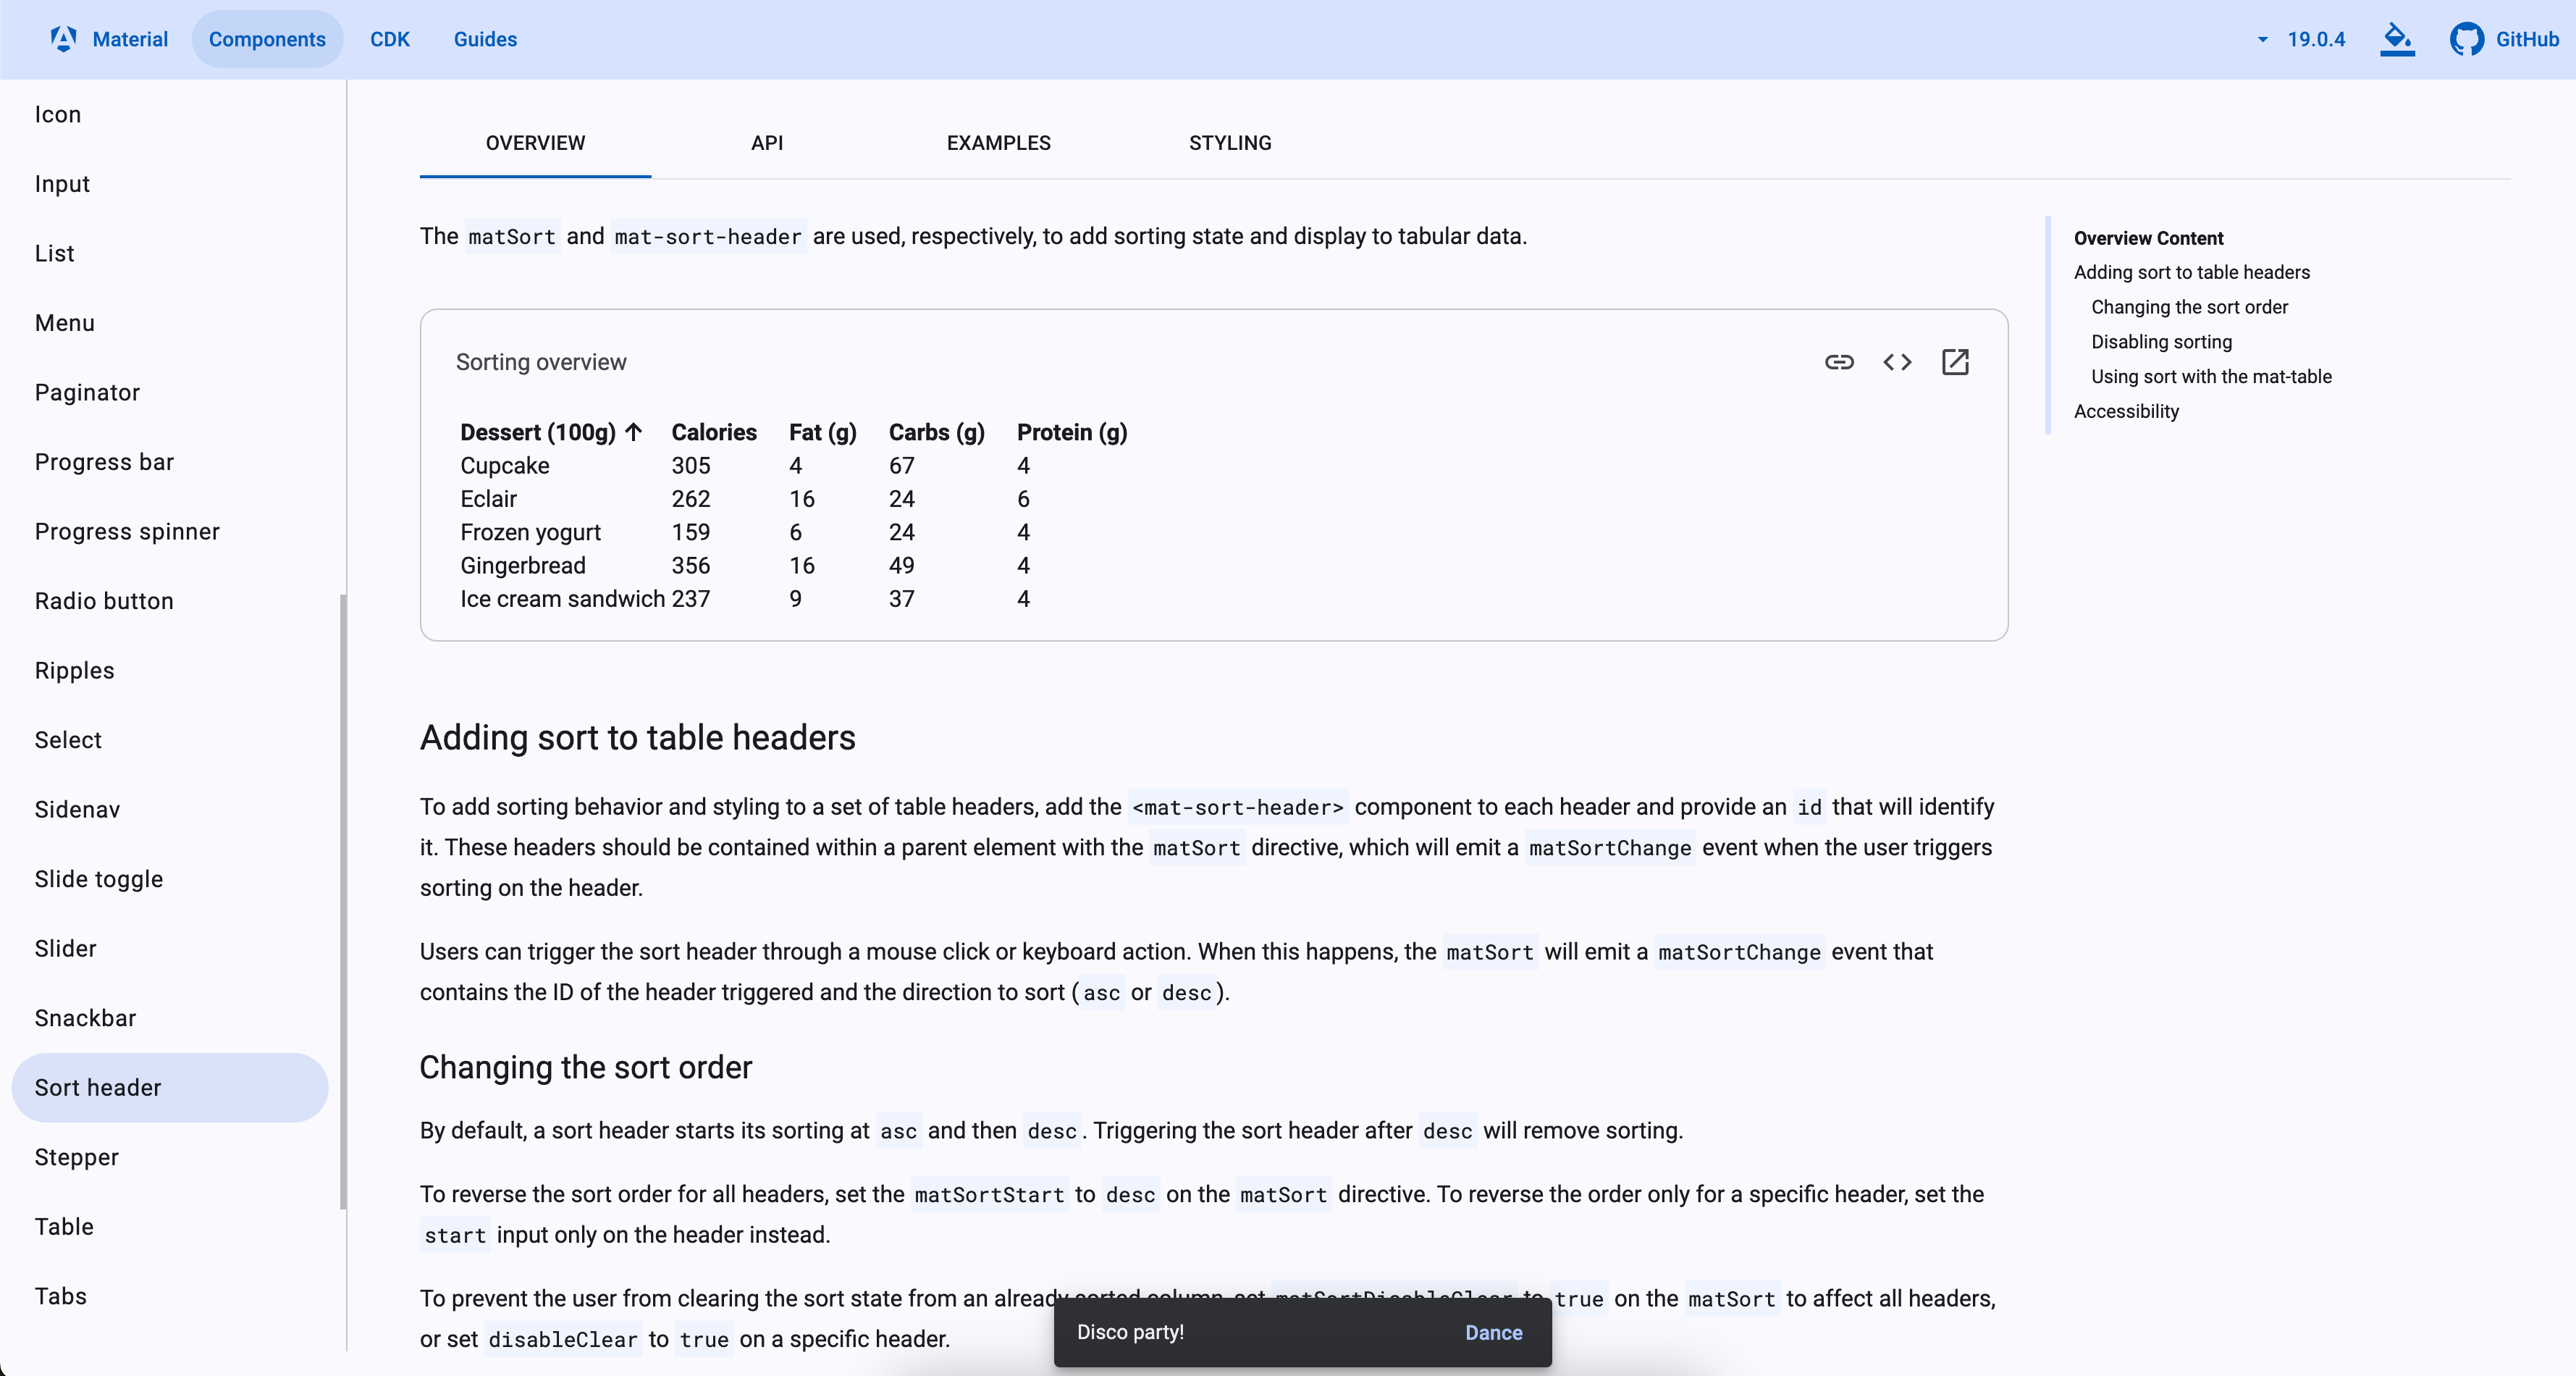 Material
Components
CDK
Guides
19.0.4
GitHub
Icon
Input
List
Menu
Paginator
Progress bar
Progress spinner
Radio button
Ripples
Select
Sidenav
Slide toggle
Slider
Snackbar
Sort header
Stepper
Table
Tabs
OVERVIEW
API
EXAMPLES
STYLING
The matSort and mat-sort-header are used, respectively, to add sorting state and display to tabular data.
Sorting overview
Dessert (100g) Calories Fat (g) Carbs (g) Protein (g)
Cupcake 305 4 67 4
Eclair 262 16 24 6
Frozen yogurt 159 6 24 4
Gingerbread 356 16 49 4
Ice cream sandwich 237 9 37 4
Adding sort to table headers
To add sorting behavior and styling to a set of table headers, add the <mat-sort-header> component to each header and provide an id that will identify
it. These headers should be contained within a parent element with the matSort directive, which will emit a matSortChange event when the user triggers
sorting on the header.
Users can trigger the sort header through a mouse click or keyboard action. When this happens, the matSort will emit a matSortChange event that
contains the ID of the header triggered and the direction to sort (asc or desc).
Changing the sort order
By default, a sort header starts its sorting at asc and then desc. Triggering the sort header after desc will remove sorting.
To reverse the sort order for all headers, set the matSortStart to desc on the matSort directive. To reverse the order only for a specific header, set the
start input only on the header instead.
To prevent the user from clearing the sort state from an already sorted column, set matSortDisableClear to true on the matSort to affect all headers,
or set disableClear to true on a specific header.
Disco party!
Dance
Overview Content
Adding sort to table headers
Changing the sort order
Disabling sorting
Using sort with the mat-table
Accessibility